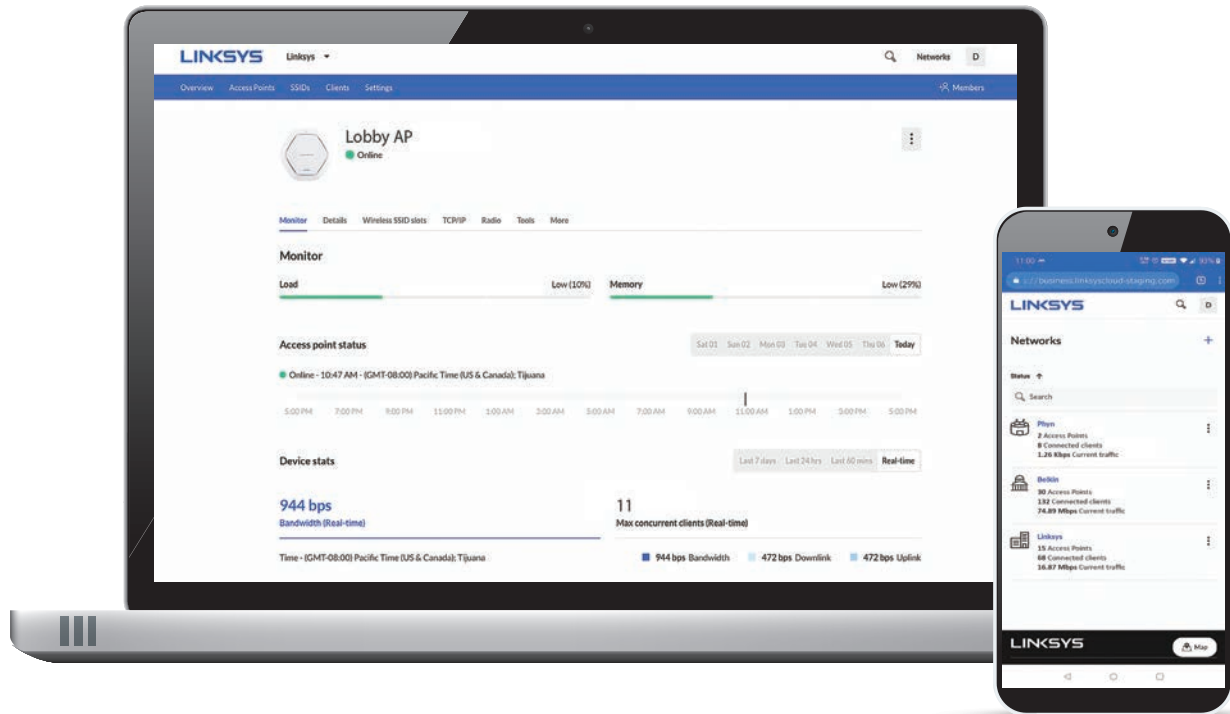 LINKSYS Linksys Networks D
Overview Access Points SSIDs Clients Settings Members
Lobby AP
Online
Monitor Details Wireless SSID slots TCP/IP Radio Tools More
Monitor
Load Low (10%) Memory Low (29%)
Access point status Sat 01 Sun 02 Mon 03 Tue 04 Wed 05 Thu 06 Today
Online - 10:47 AM - (GMT-08:00) Pacific Time (US & Canada); Tijuana
5:00 PM 7:00 PM 9:00 PM 11:00 PM 1:00 AM 3:00 AM 5:00 AM 7:00 AM 9:00 AM 11:00 AM 1:00 PM 3:00 PM 5:00 PM
Device stats Last 7 days Last 24 hrs Last 60 mins Real-time
944 bps 11
Bandwidth (Real-time) Max concurrent clients (Real-time)
Time - (GMT-08:00) Pacific Time (US & Canada); Tijuana 944 bps Bandwidth 472 bps Downlink 472 bps Uplink
11:00 93%
://business.linksyscloud-staging.com
LINKSYS D
Networks +
Status ↑
Search
Phyn
2 Access Points
8 Connected clients
1.26 Kbps Current traffic
Belkin
30 Access Points
132 Connected clients
74.89 Mbps Current traffic
Linksys
15 Access Points
68 Connected clients
16.87 Mbps Current traffic
LINKSYS Map